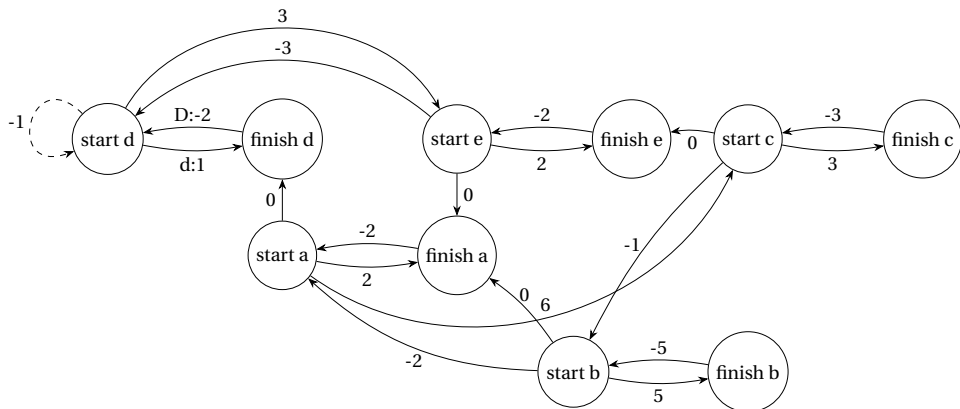 3
-3
-1
start d
D:-2
d:1
finish d
start e
-2
2
finish e
0
start c
-3
3
finish c
0
0
start a
-2
2
finish a
-1
0
6
-2
start b
-5
5
finish b